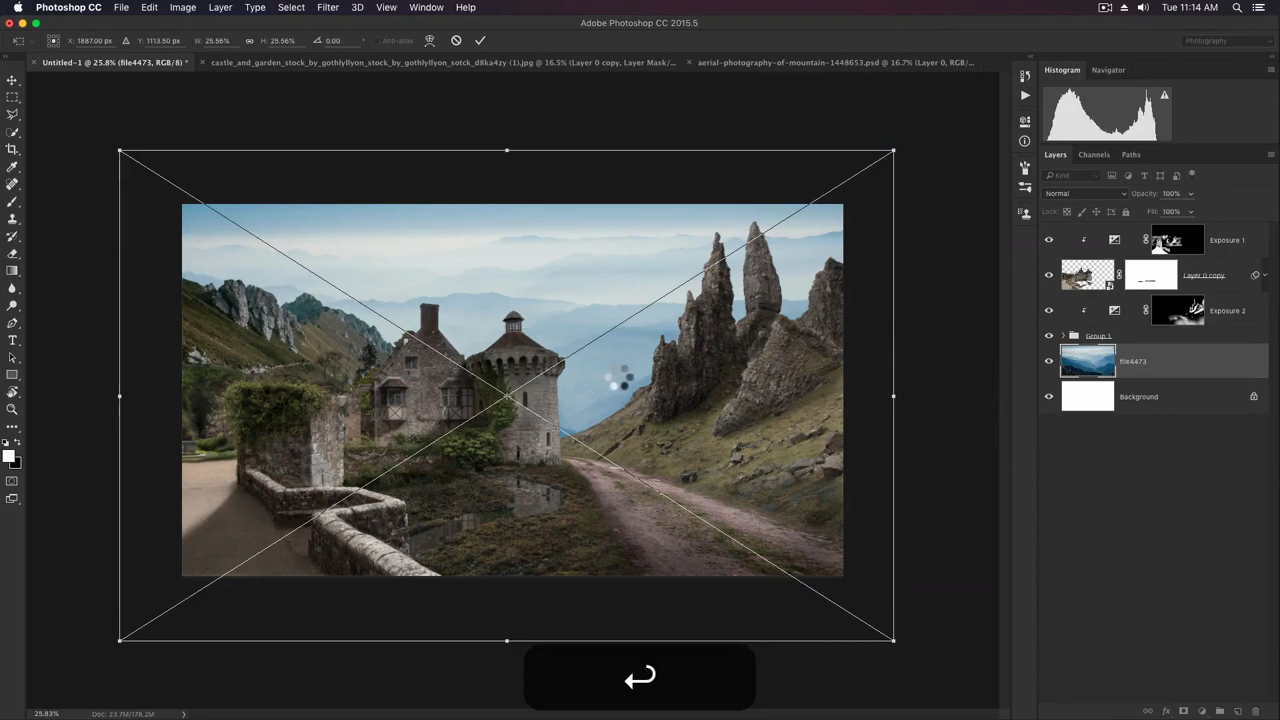 Photoshop CC File Edit Image Layer Type Select Filter 3D View Window Help Tue 11:14 AM
Adobe Photoshop CC 2015.5
X: 1887.00 px Y: 1113.50 px W: 25.56% H: 25.56% 0.00 Anti-alias Photography
Untitled-1 @ 25.8% (file4473, RGB/8) * castle_and_garden_stock_by_gothlyllyon_stock_by_gothlyllyon_sotck_d8ka4zy (1).jpg @ 16.5% (Layer 0 copy, Layer Mask/... aerial-photography-of-mountain-1448653.psd @ 16.7% (Layer 0, RGB/...
Histogram Navigator
Layers Channels Paths
Kind
Normal Opacity: 100%
Lock: Fill: 100%
Exposure 1
Layer 0 copy
Exposure 2
Group 1
file4473
Background
25.83% Doc: 23.7M/178.2M